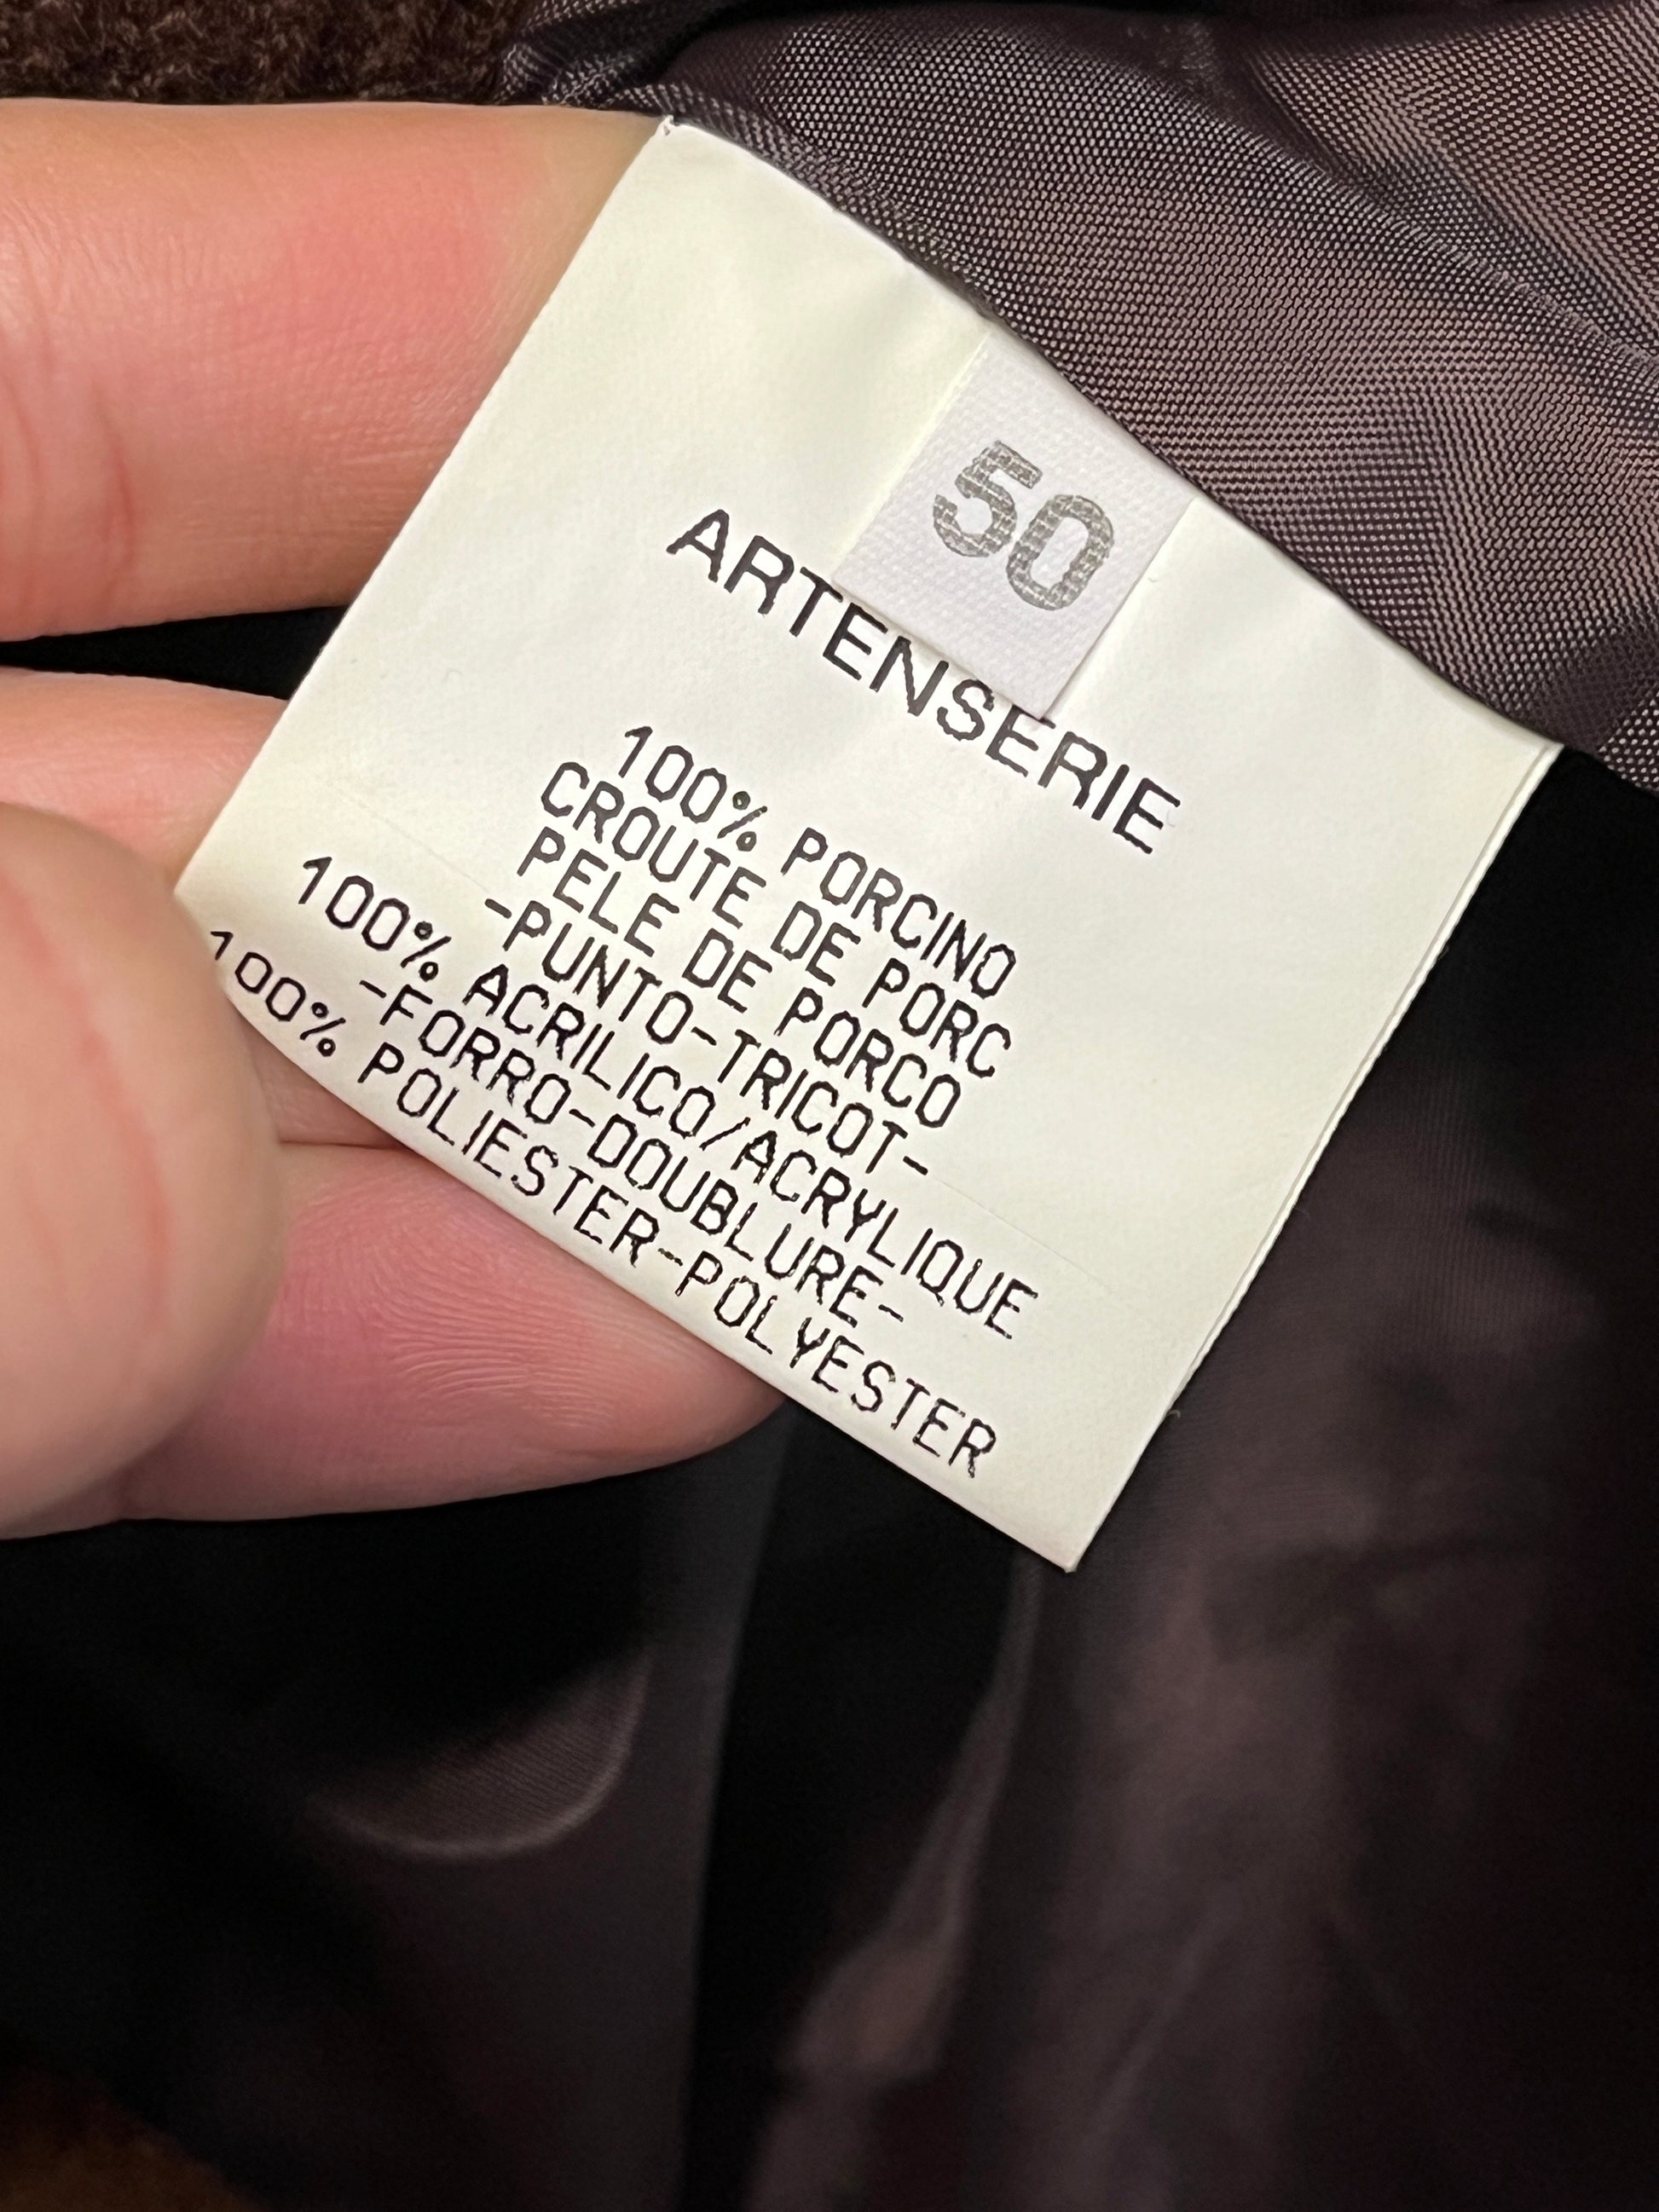 50
ARTENSERIE
100% PORCINO
CROUTE DE PORC
PELE DE PORCO
-PUNTO-TRICOT-
100% ACRILICO/ACRYLIQUE
-FORRO-DOUBLURE-
100% POLIESTER-POLYESTER